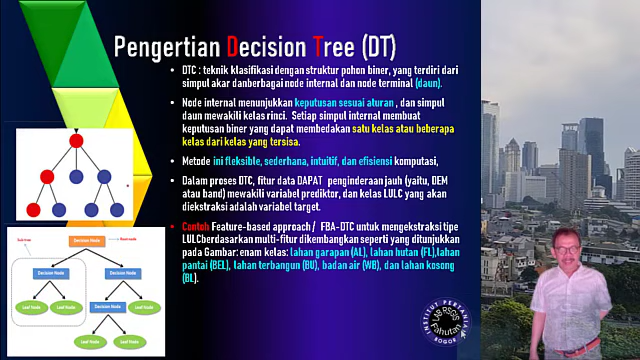 Pengertian Decision Tree (DT)
• DTC : teknik klasifikasi dengan struktur pohon biner, yang terdiri dari
simpul akar danberbagai node internal dan node terminal (daun).
• Node internal menunjukkan keputusan sesuai aturan , dan simpul
daun mewakili kelas rinci. Setiap simpul internal membuat
keputusan biner yang dapat membedakan satu kelas atau beberapa
kelas dari kelas yang tersisa.
• Metode ini fleksible, sederhana, intuitif, dan efisiensi komputasi,
• Dalam proses DTC, fitur data DAPAT penginderaan jauh (yaitu, DEM
atau band) mewakili variabel prediktor, dan kelas LULC yang akan
diekstraksi adalah variabel target.
• Contoh Feature-based approach / FBA-DTC untuk mengekstraksi tipe
LULCberdasarkan multi-fitur dikembangkan seperti yang ditunjukkan
pada Gambar: enam kelas: lahan garapan (AL), lahan hutan (FL),lahan
pantai (BEL), lahan terbangun (BU), badan air (WB), dan lahan kosong
(BL).
Sub-tree
Decision Node
Root node
Decision Node
Decision Node
Leaf Node
Leaf Node
Decision Node
Leaf Node
Leaf Node
Leaf Node
INSTITUT PERTANIAN
BOGOR
LAB RSGIS
Fahutan